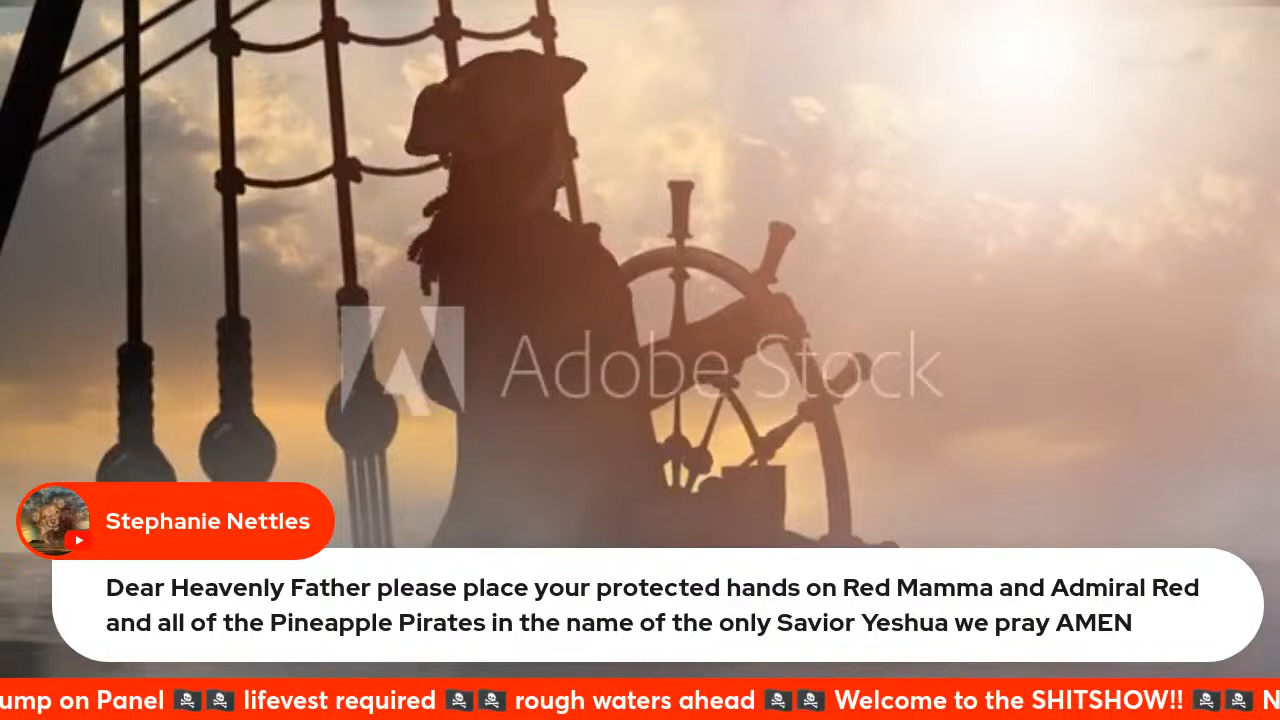 Adobe Stock
Stephanie Nettles
Dear Heavenly Father please place your protected hands on Red Mamma and Admiral Red
and all of the Pineapple Pirates in the name of the only Savior Yeshua we pray AMEN
ump on Panel 🏴‍☠️🏴‍☠️ lifevest required 🏴‍☠️🏴‍☠️ rough waters ahead 🏴‍☠️🏴‍☠️ Welcome to the SHITSHOW!! 🏴‍☠️🏴‍☠️ N